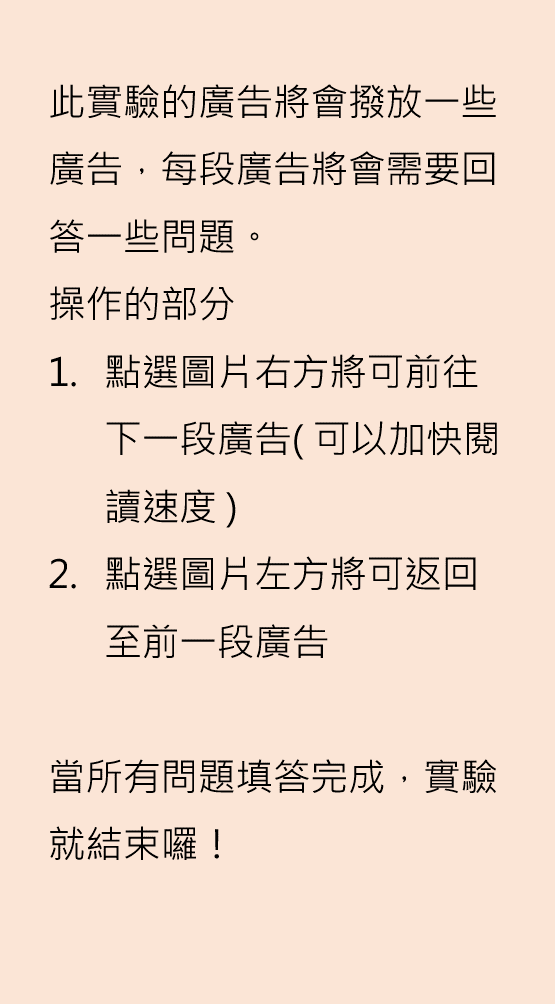 此實驗的廣告將會撥放一些
廣告，每段廣告將會需要回
答一些問題。
操作的部分
1. 點選圖片右方將可前往
下一段廣告( 可以加快閱
讀速度 )
2. 點選圖片左方將可返回
至前一段廣告
當所有問題填答完成，實驗
就結束囉！